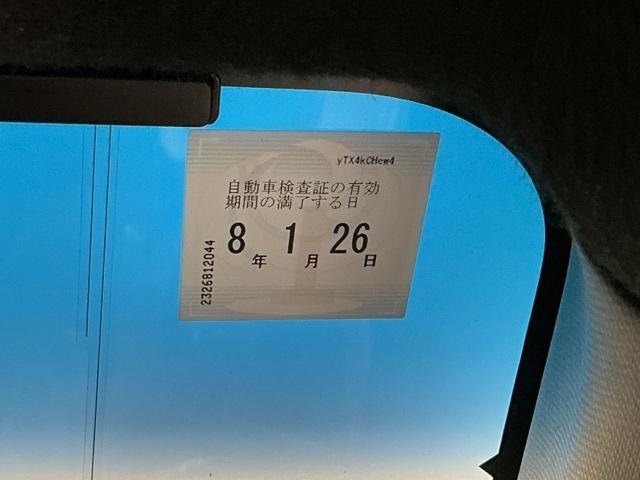 yTX4kCHew4
自動車検査証の有効
期間の満了する日
8年 1月 26日
2326812044